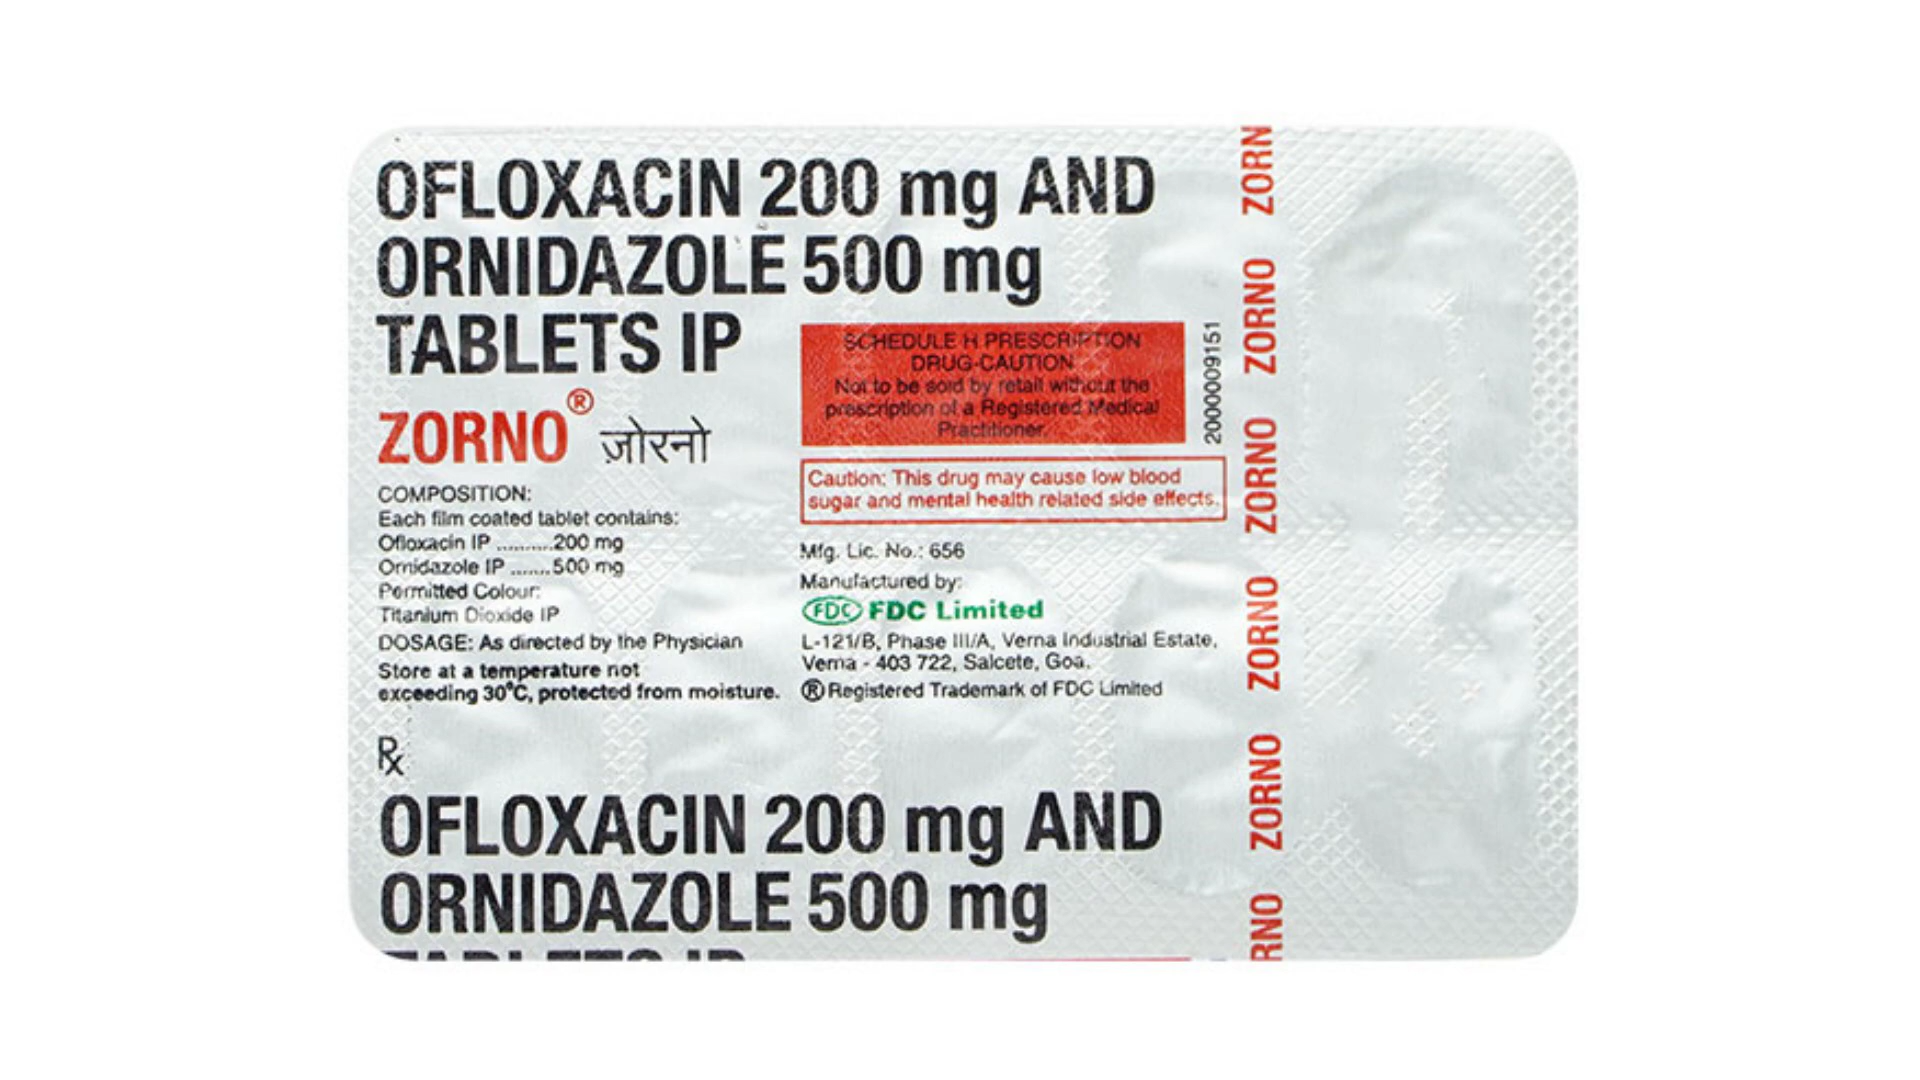 OFLOXACIN 200 mg AND
ORNIDAZOLE 500 mg
TABLETS IP
ZORNO® ज़ोरनो
COMPOSITION:
Each film coated tablet contains:
Ofloxacin IP ..........200 mg
Ornidazole IP .......500 mg
Permitted Colour:
Titanium Dioxide IP
DOSAGE: As directed by the Physician
Store at a temperature not
exceeding 30°C, protected from moisture.
SCHEDULE H PRESCRIPTION
DRUG-CAUTION
Not to be sold by retail without the
prescription of a Registered Medical
Practitioner.
Caution: This drug may cause low blood
sugar and mental health related side effects.
Mfg. Lic. No.: 656
Manufactured by:
FDC FDC Limited
L-121/B, Phase III/A, Verna Industrial Estate,
Verna - 403 722, Salcete, Goa.
® Registered Trademark of FDC Limited
2000009151
ZORN
ZORNO
ZORNO
ZORNO
ZORNO
RNO
Rx
OFLOXACIN 200 mg AND
ORNIDAZOLE 500 mg
TABLETS IP